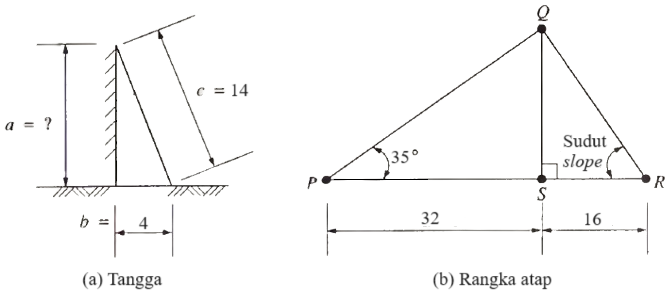 a = ?
c = 14
b = 4
(a) Tangga
Q
35°
Sudut
slope
P
S
R
32
16
(b) Rangka atap